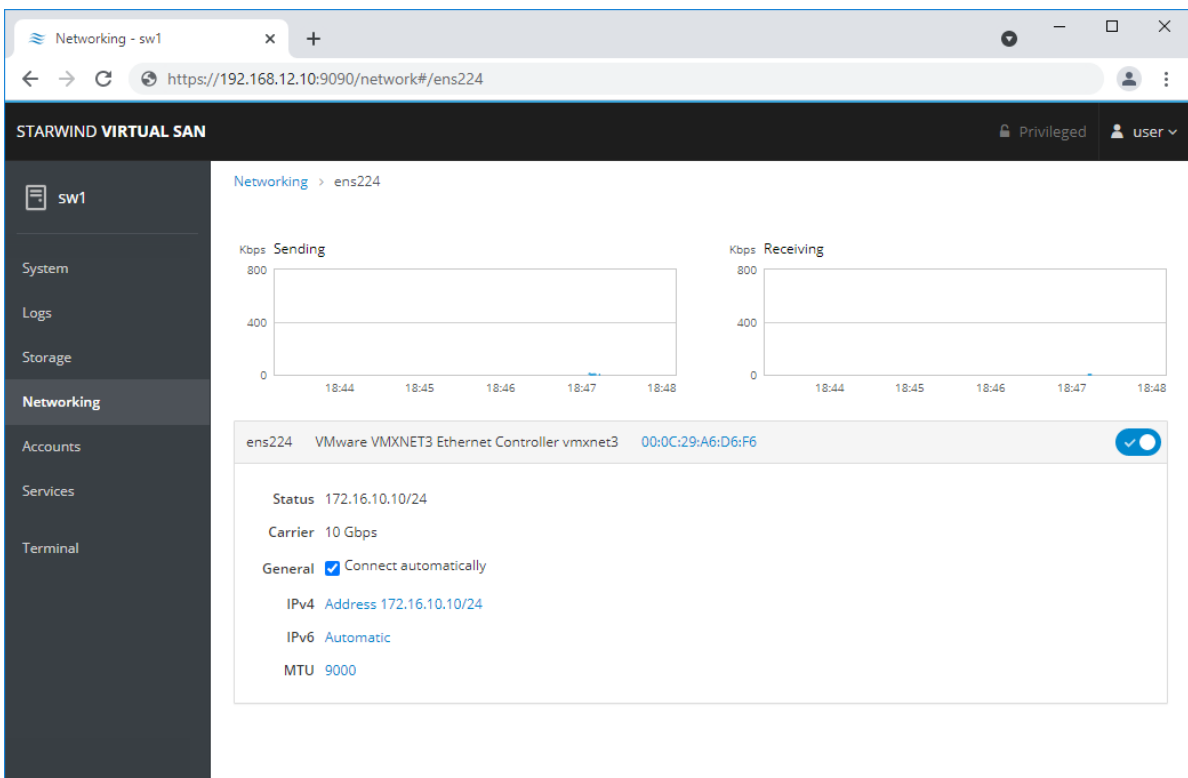 Networking - sw1
https://192.168.12.10:9090/network#/ens224
STARWIND VIRTUAL SAN
Privileged
user
sw1
System
Logs
Storage
Networking
Accounts
Services
Terminal
Networking > ens224
Kbps Sending
800
400
0
18:44 18:45 18:46 18:47 18:48
Kbps Receiving
800
400
0
18:44 18:45 18:46 18:47 18:48
ens224 VMware VMXNET3 Ethernet Controller vmxnet3 00:0C:29:A6:D6:F6
Status 172.16.10.10/24
Carrier 10 Gbps
General Connect automatically
IPv4 Address 172.16.10.10/24
IPv6 Automatic
MTU 9000